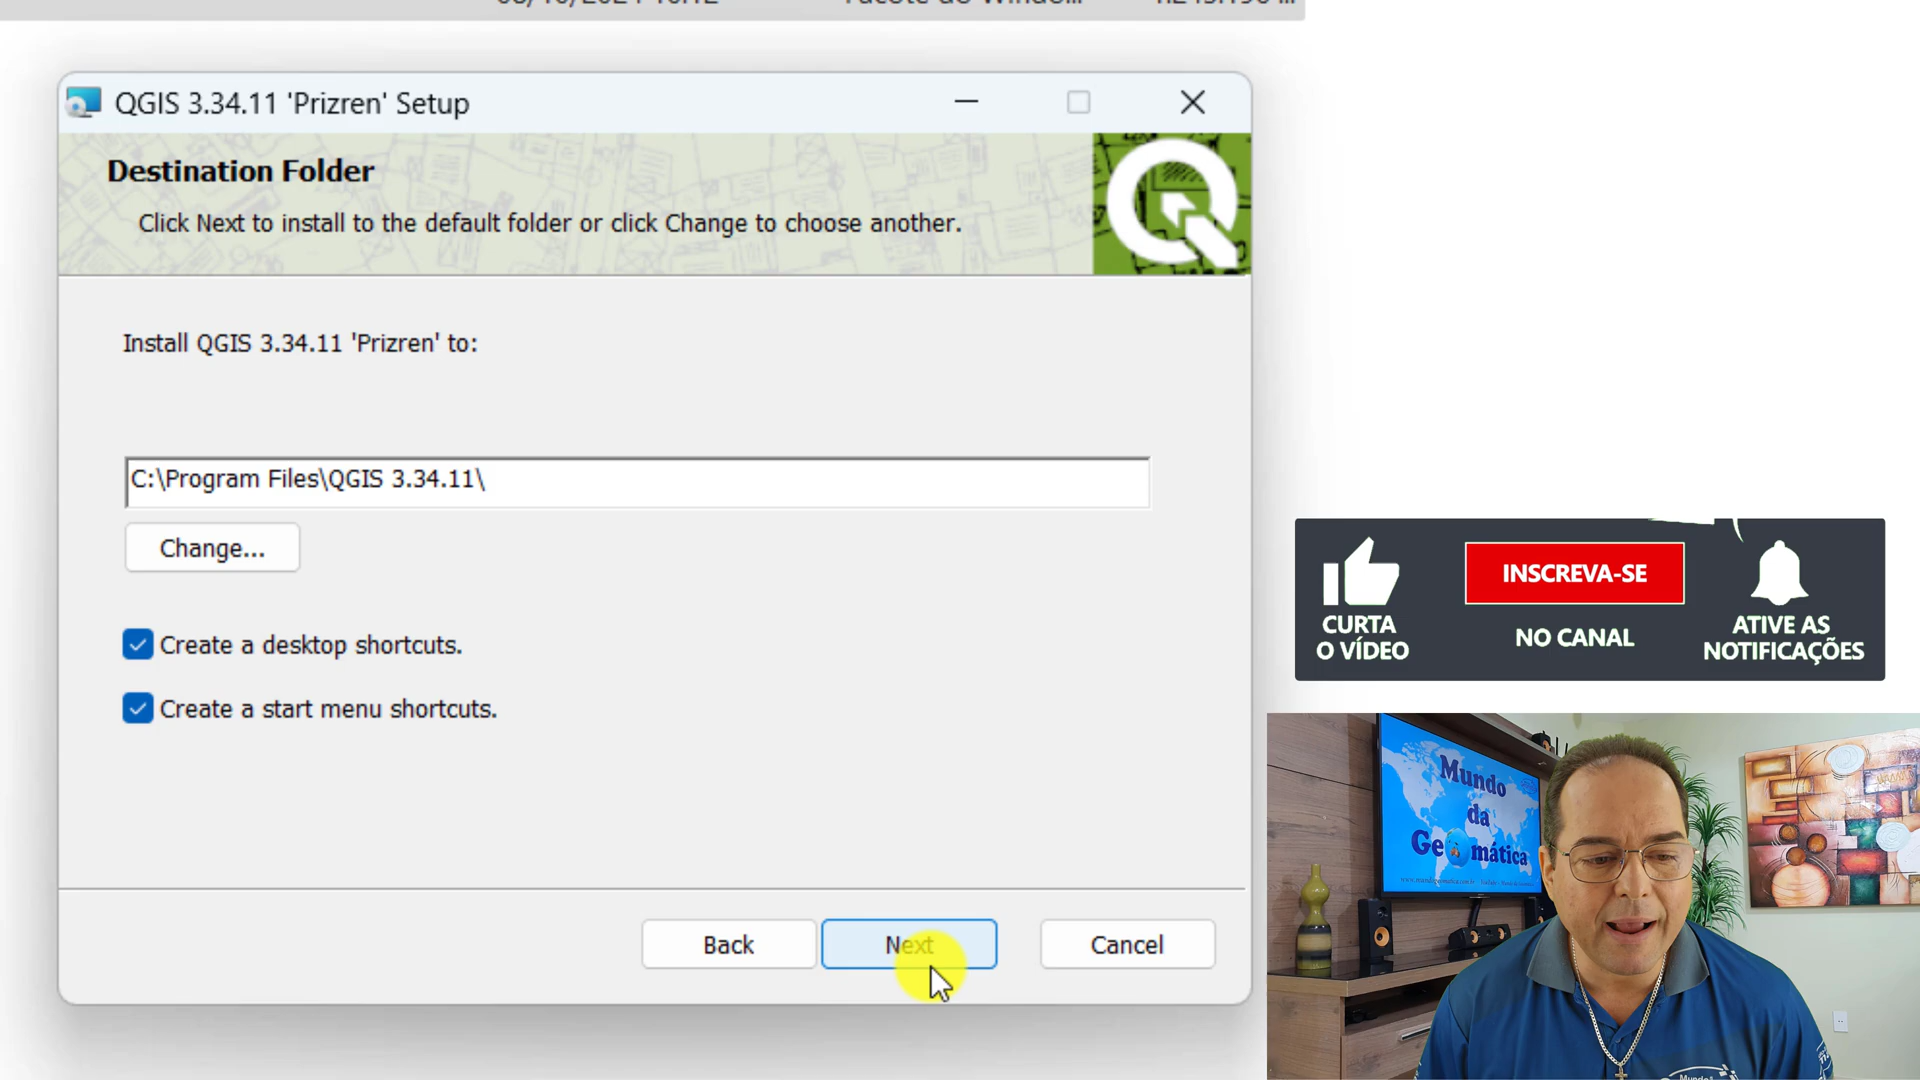 QGIS 3.34.11 'Prizren' Setup
Destination Folder
Click Next to install to the default folder or click Change to choose another.
Install QGIS 3.34.11 'Prizren' to:
C:\Program Files\QGIS 3.34.11\
Change...
Create a desktop shortcuts.
Create a start menu shortcuts.
Back
Next
Cancel
CURTA
O VÍDEO
INSCREVA-SE
NO CANAL
ATIVE AS
NOTIFICAÇÕES
Mundo
da
Geomática